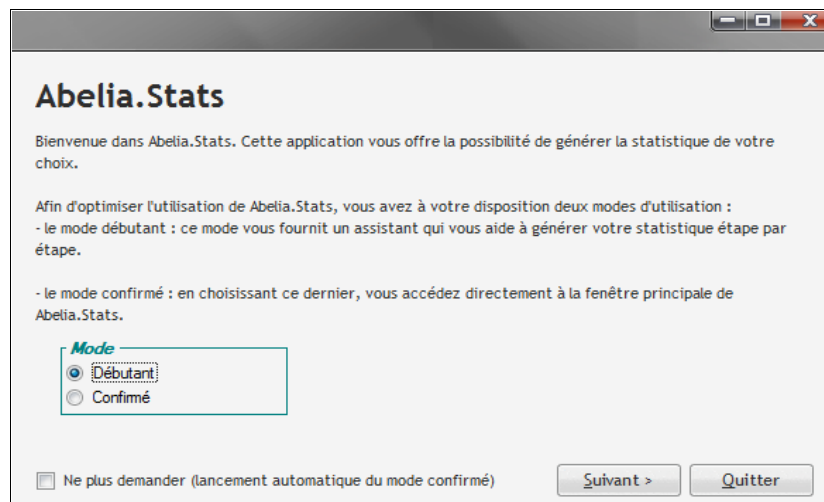 Abelia.Stats
Bienvenue dans Abelia.Stats. Cette application vous offre la possibilité de générer la statistique de votre
choix.
Afin d'optimiser l'utilisation de Abelia.Stats, vous avez à votre disposition deux modes d'utilisation :
- le mode débutant : ce mode vous fournit un assistant qui vous aide à générer votre statistique étape par
étape.
- le mode confirmé : en choisissant ce dernier, vous accédez directement à la fenêtre principale de
Abelia.Stats.
Mode
Débutant
Confirmé
Ne plus demander (lancement automatique du mode confirmé)
Suivant >
Quitter